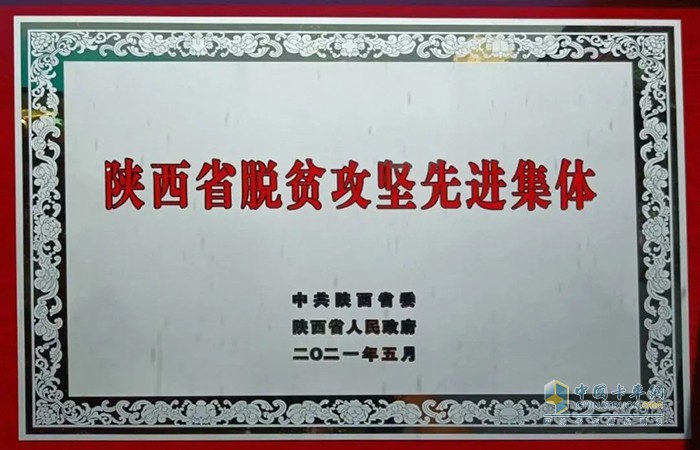 陕西省脱贫攻坚先进集体
中共陕西省委
陕西省人民政府
二〇二一年五月
中国卡车网